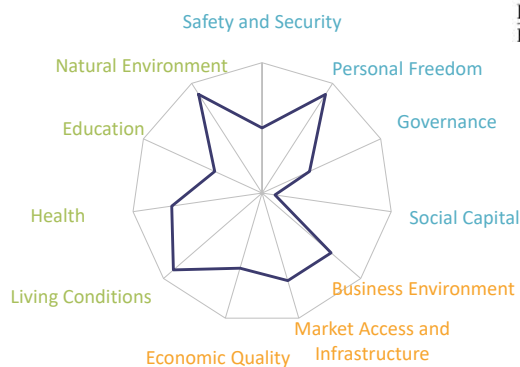 Safety and Security
Natural Environment
Personal Freedom
Education
Governance
Health
Social Capital
Living Conditions
Business Environment
Market Access and
Infrastructure
Economic Quality